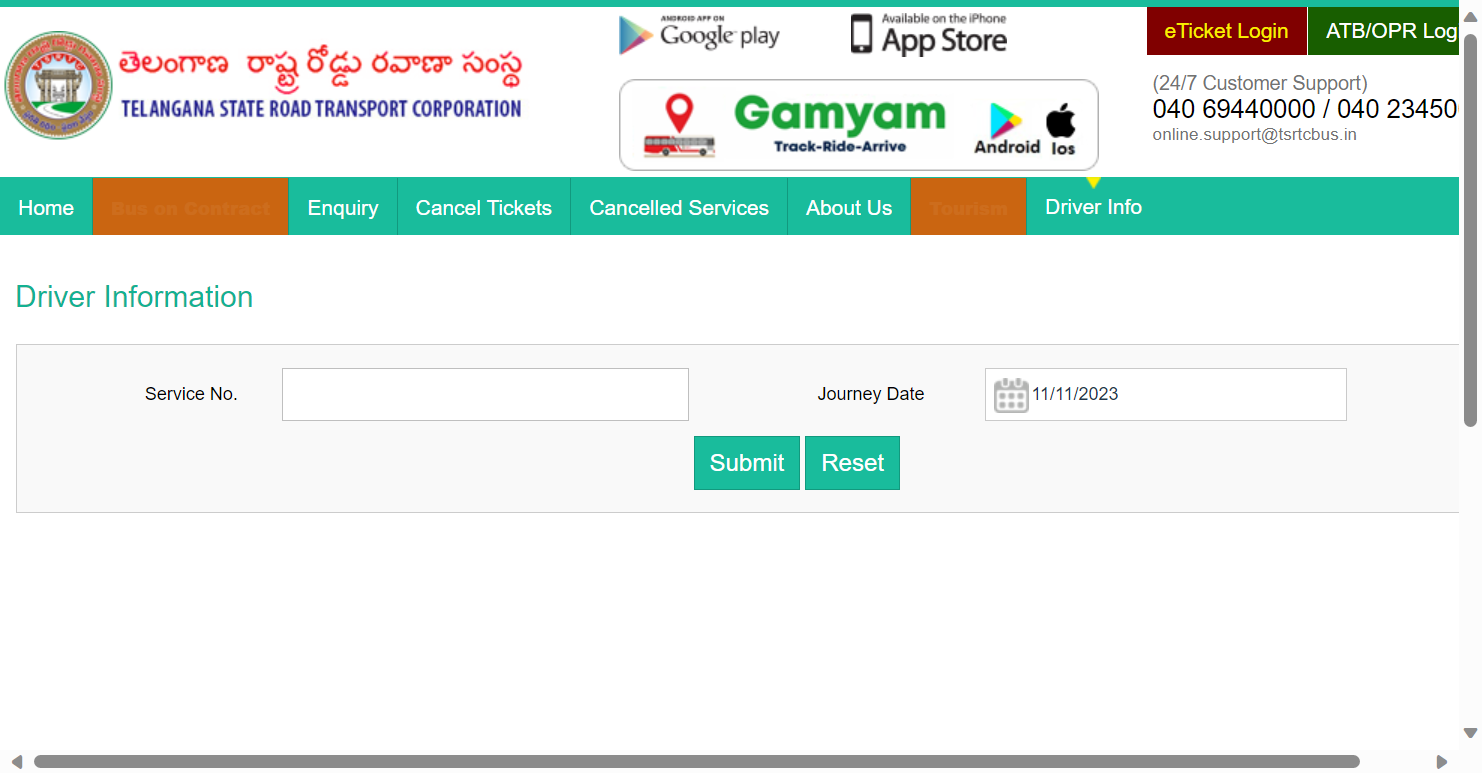 తెలంగాణ రాష్ట్ర రోడ్డు రవాణా సంస్థ
TELANGANA STATE ROAD TRANSPORT CORPORATION
ANDROID APP ON
Google play
Available on the iPhone
App Store
Gamyam
Track-Ride-Arrive
Android Ios
eTicket Login ATB/OPR Log
(24/7 Customer Support)
040 69440000 / 040 23450
online.support@tsrtcbus.in
Home Bus on Contract Enquiry Cancel Tickets Cancelled Services About Us Tourism Driver Info
Driver Information
Service No. Journey Date 11/11/2023
Submit Reset